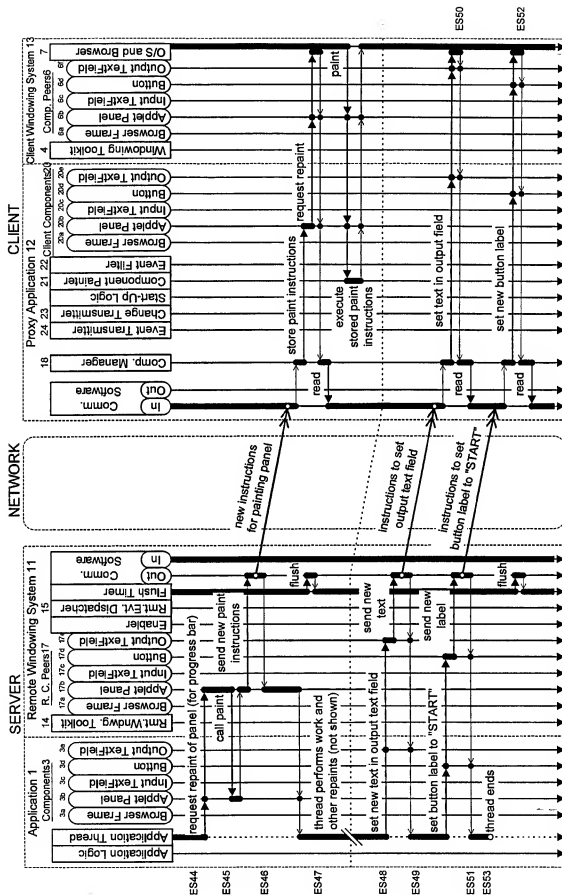 SERVER
NETWORK
CLIENT
Application 1
Components3
3a
3b
3c
3d
3e
Application Logic
Application Thread
Browser Frame
Applet Panel
Input TextField
Button
Output TextField
Remote Windowing System 11
R. C. Peers17
14
17a
17b
17c
17d
17e
15
Rmt.Wndwg. Toolkit
Browser Frame
Applet Panel
Input TextField
Button
Output TextField
Enabler
Rmt.Evt. Dispatcher
Flush Timer
Comm.
Software
Out
In
Comm.
Software
In
Out
Proxy Application 12
18
24
23
21
22
Comp. Manager
Event Transmitter
Change Transmitter
Start-Up Logic
Component Painter
Event Filter
Client Components20
20a
20b
20c
20d
20e
Browser Frame
Applet Panel
Input TextField
Button
Output TextField
Client Windowing System 13
Comp. Peers6
4
6a
6b
6c
6d
6f
7
Windowing Toolkit
Browser Frame
Applet Panel
Input TextField
Button
Output TextField
O/S and Browser
ES44
request repaint of panel (for progress bar)
ES45
call paint
send new paint
instructions
ES46
new instructions
for painting panel
store paint instructions
request repaint
read
flush
ES47
thread performs work and
other repaints (not shown)
execute
stored paint
instructions
paint
ES48
set new text in output text field
send new
text
ES49
instructions to set
output text field
set text in output field
ES50
read
set button label to "START"
send new
label
ES51
instructions to set
button label to "START"
set new button label
ES52
read
flush
ES53
thread ends